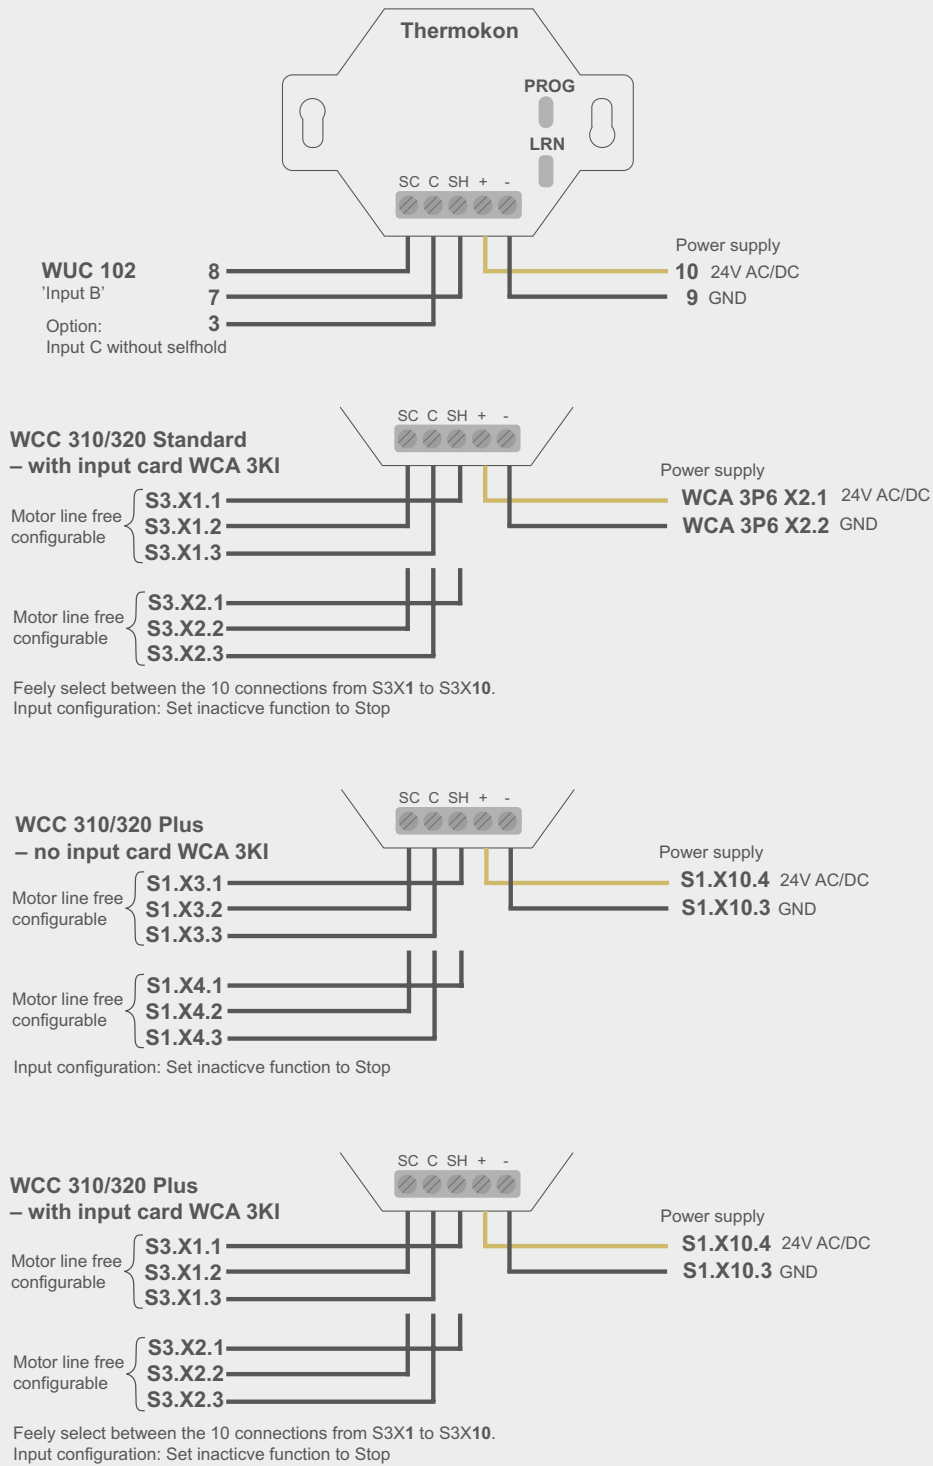 Thermokon
PROG
LRN
SC C SH + -
Power supply
WUC 102 8
10 24V AC/DC
'Input B' 7
9 GND
Option: 3
Input C without selfhold
SC C SH + -
WCC 310/320 Standard
– with input card WCA 3KI
Power supply
S3.X1.1
WCA 3P6 X2.1 24V AC/DC
Motor line free
configurable
S3.X1.2
WCA 3P6 X2.2 GND
S3.X1.3
S3.X2.1
Motor line free
configurable
S3.X2.2
S3.X2.3
Feely select between the 10 connections from S3X1 to S3X10.
Input configuration: Set inacticve function to Stop
SC C SH + -
WCC 310/320 Plus
– no input card WCA 3KI
Power supply
S1.X3.1
S1.X10.4 24V AC/DC
Motor line free
configurable
S1.X3.2
S1.X10.3 GND
S1.X3.3
S1.X4.1
Motor line free
configurable
S1.X4.2
S1.X4.3
Input configuration: Set inacticve function to Stop
SC C SH + -
WCC 310/320 Plus
– with input card WCA 3KI
Power supply
S3.X1.1
S1.X10.4 24V AC/DC
Motor line free
configurable
S3.X1.2
S1.X10.3 GND
S3.X1.3
S3.X2.1
Motor line free
configurable
S3.X2.2
S3.X2.3
Feely select between the 10 connections from S3X1 to S3X10.
Input configuration: Set inacticve function to Stop